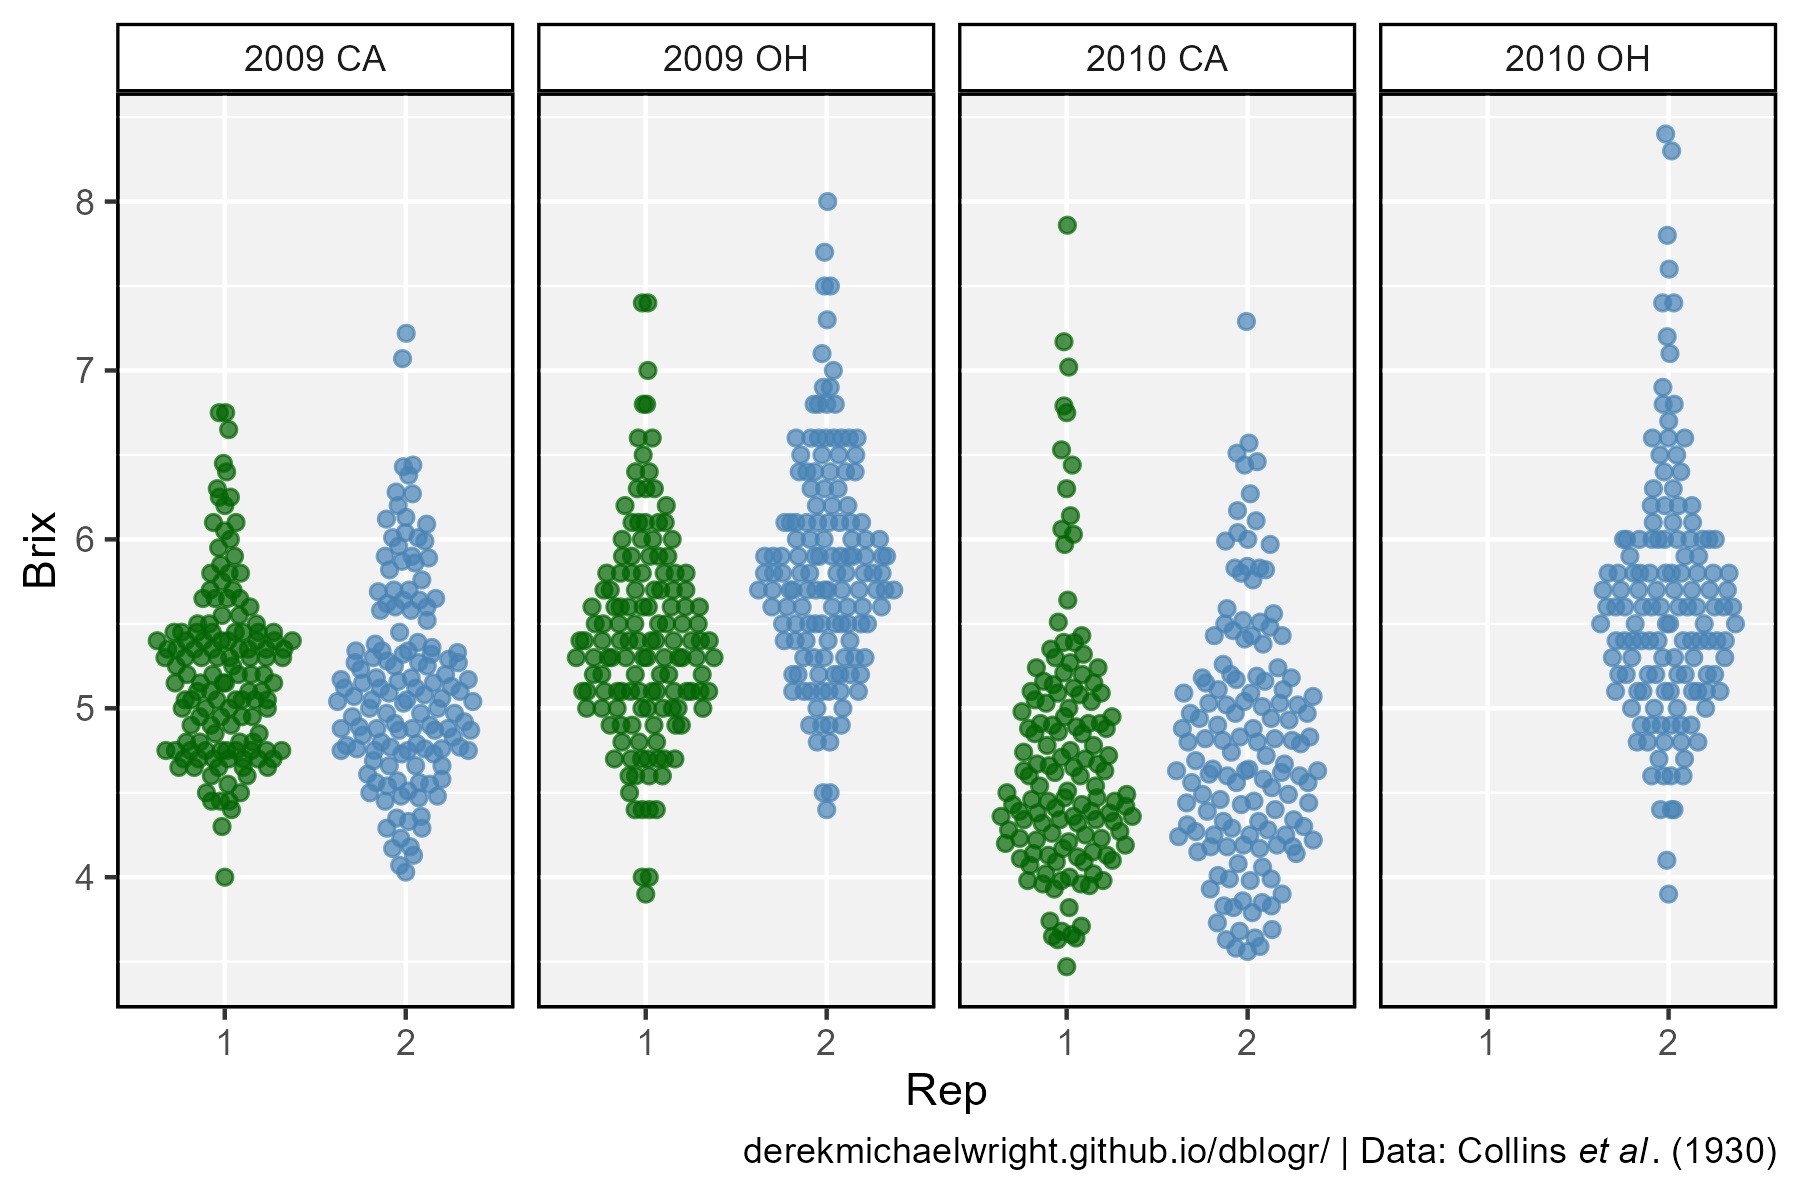 2009 CA 2009 OH 2010 CA 2010 OH
Brix
8
7
6
5
4
1 2 1 2 1 2 1 2
Rep
derekmichaelwright.github.io/dblogr/ | Data: Collins et al. (1930)